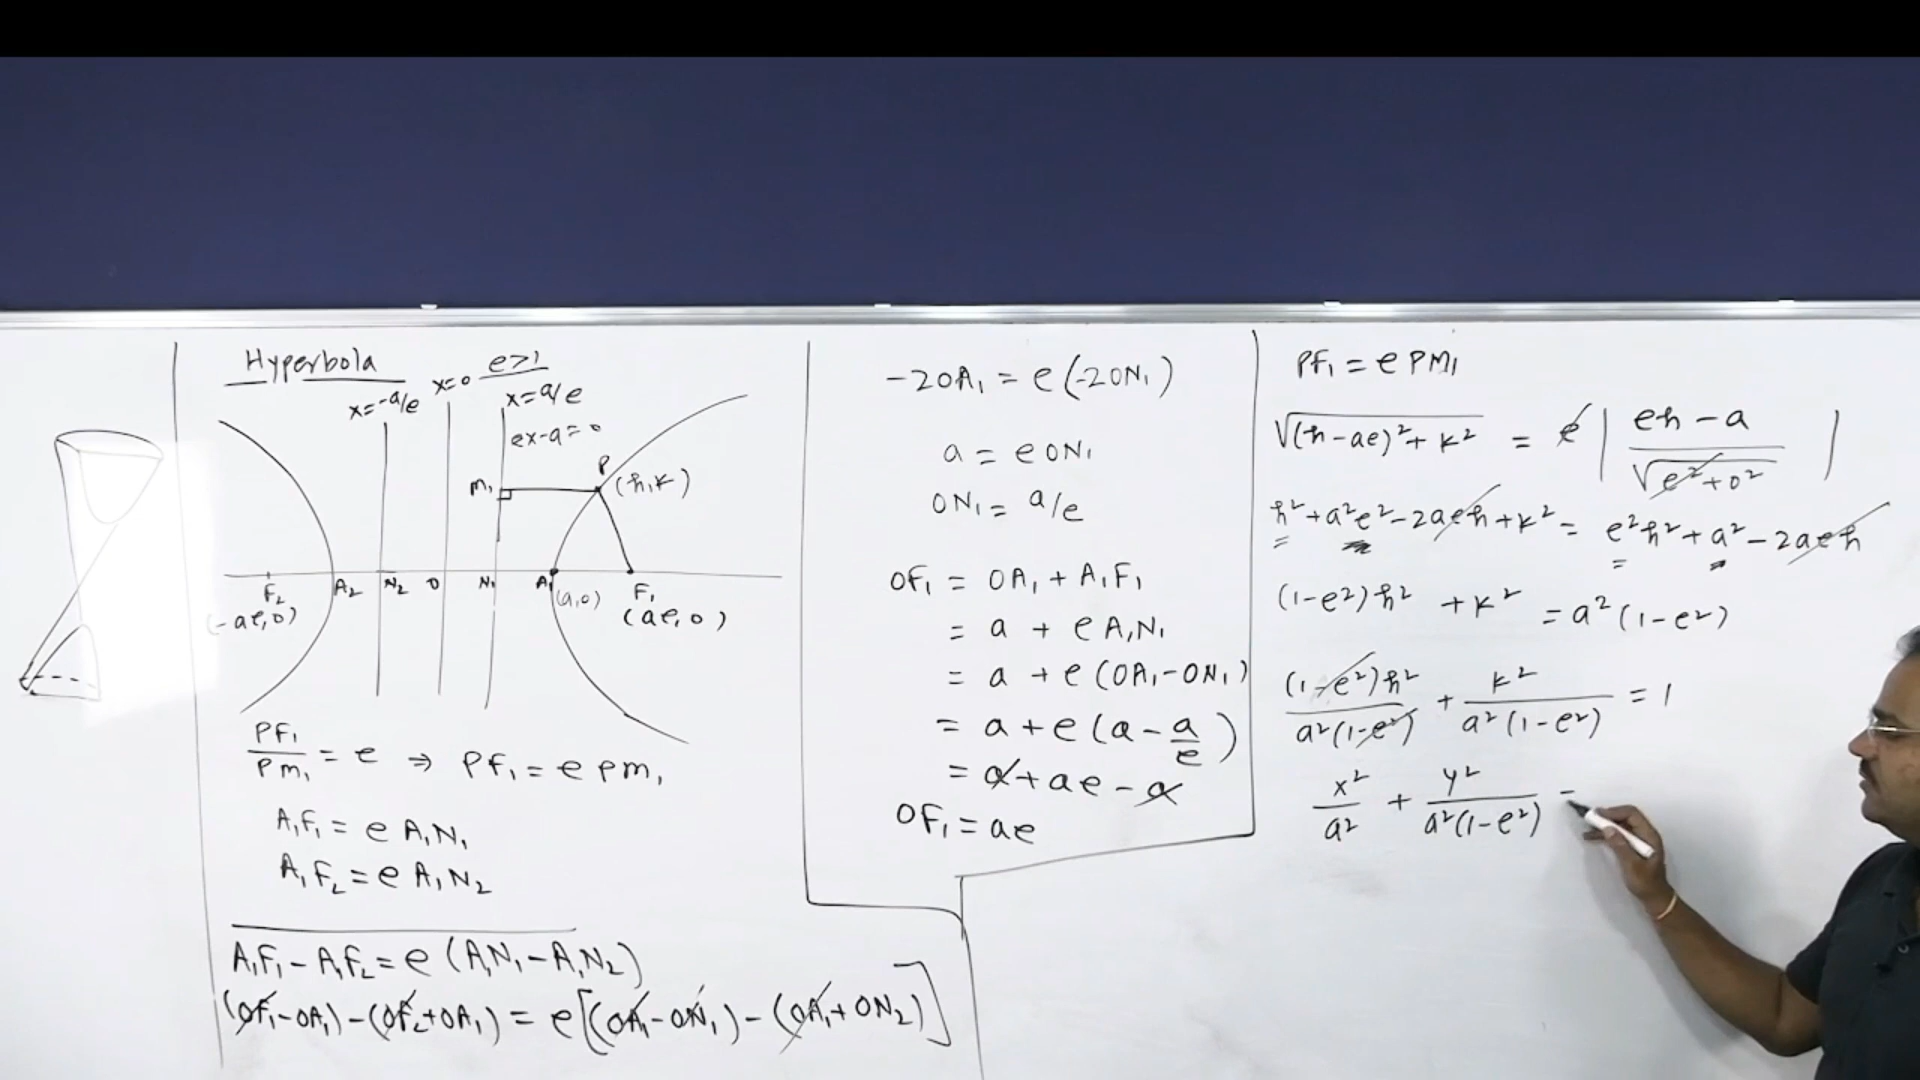 Hyperbola
e>1
x=-a/e
x=0
x=a/e
ex-a=0
P
M₁
(h,k)
F₂
A₂
N₂
O
N₁
A₁
F₁
(-ae,0)
(a,0)
(ae,0)
PF₁/PM₁ = e ⇒ PF₁ = e PM₁
A₁F₁ = e A₁N₁
A₁F₂ = e A₁N₂
A₁F₁ - A₁F₂ = e (A₁N₁ - A₁N₂)
(OF₁-OA₁)-(OF₂+OA₁) = e[(OA₁-ON₁)-(OA₁+ON₂)]
-2OA₁ = e(-2ON₁)
a = e ON₁
ON₁ = a/e
OF₁ = OA₁ + A₁F₁
= a + e A₁N₁
= a + e (OA₁-ON₁)
= a + e (a - a/e)
= a + ae - a
OF₁ = ae
PF₁ = e PM₁
√((h-ae)²+k²) = e | (eh-a)/√(e²+0²) |
h²+a²e²-2aeh+k² = e²h²+a²-2aeh
(1-e²)h² + k² = a²(1-e²)
(1-e²)h²/a²(1-e²) + k²/a²(1-e²) = 1
x²/a² + y²/a²(1-e²) =